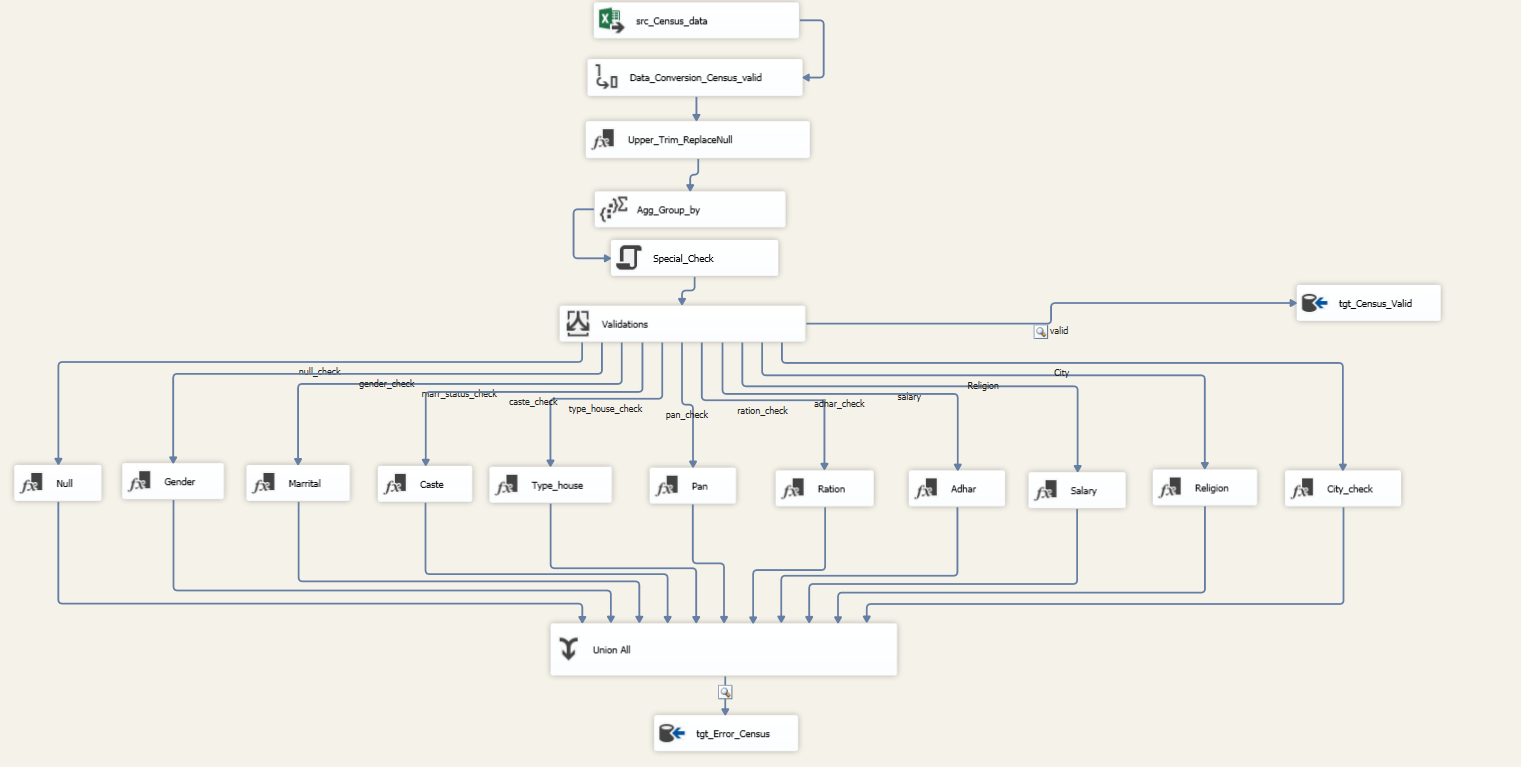 src_Census_data
Data_Conversion_Census_valid
Upper_Trim_ReplaceNull
Agg_Group_by
Special_Check
tgt_Census_Valid
Validations
valid
null_check
gender_check
marr_status_check
caste_check
type_house_check
pan_check
ration_check
adhar_check
salary
Religion
City
Null
Gender
Marrital
Caste
Type_house
Pan
Ration
Adhar
Salary
Religion
City_check
Union All
tgt_Error_Census